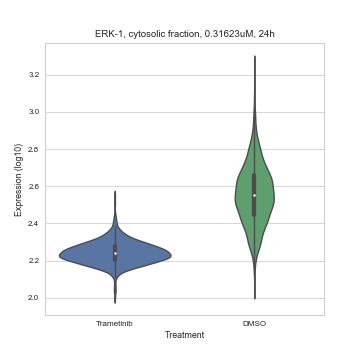 ERK-1, cytosolic fraction, 0.31623uM, 24h
3.2
3.0
2.8
2.6
2.4
2.2
2.0
Expression (log10)
Trametinib
DMSO
Treatment